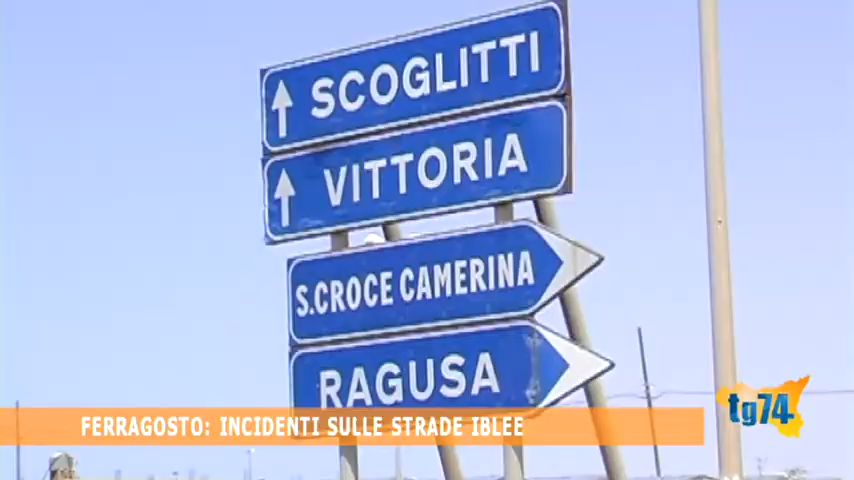 SCOGLITTI
VITTORIA
S.CROCE CAMERINA
RAGUSA
FERRAGOSTO: INCIDENTI SULLE STRADE IBLEE
tg74